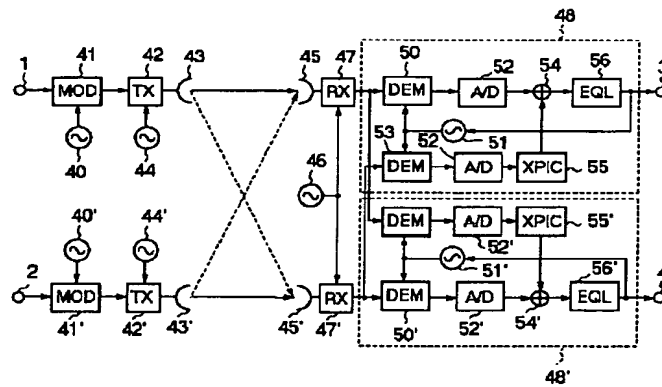 48
41 42 43 45 47 50 52 54 56
1 MOD TX RX DEM A/D EQL 3
53 52 51
40 44 46 DEM A/D XPIC 55
40' 44' DEM A/D XPIC 55'
52'
51'
56'
2 MOD TX RX DEM A/D EQL 4
41' 42' 43' 45' 47' 50' 52' 54'
48'